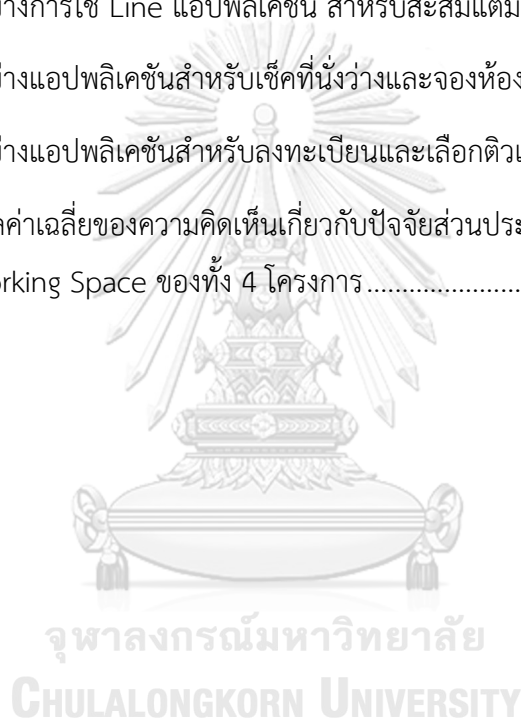 างการใช้ Line แอปพลิเคชัน สำหรับสะสมแต้ม
างแอปพลิเคชันสำหรับเช็คที่นั่งว่างและจองห้อง
างแอปพลิเคชันสำหรับลงทะเบียนและเลือกติวเ
ค่าเฉลี่ยของความคิดเห็นเกี่ยวกับปัจจัยส่วนประ
rking Space ของทั้ง 4 โครงการ.....................
จุฬาลงกรณ์มหาวิทยาลัย
CHULALONGKORN UNIVERSITY